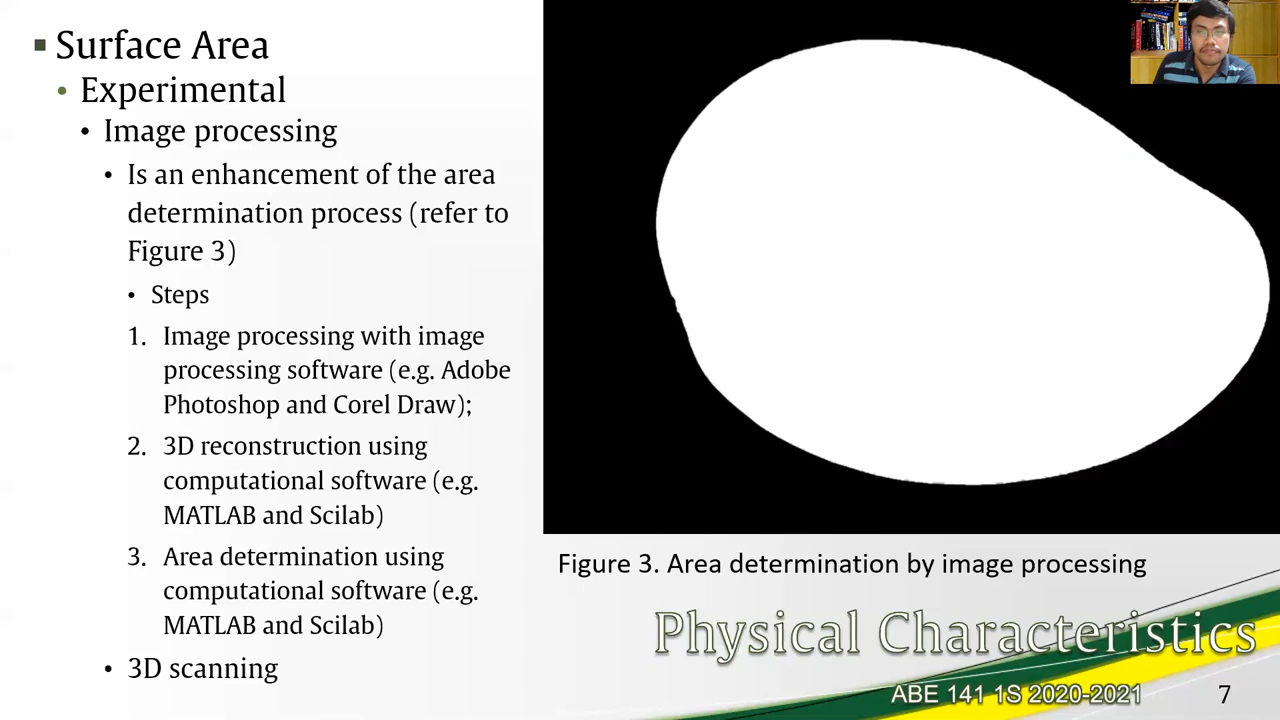 Surface Area
Experimental
Image processing
Is an enhancement of the area
determination process (refer to
Figure 3)
Steps
1. Image processing with image
processing software (e.g. Adobe
Photoshop and Corel Draw);
2. 3D reconstruction using
computational software (e.g.
MATLAB and Scilab)
3. Area determination using
computational software (e.g.
MATLAB and Scilab)
3D scanning
Figure 3. Area determination by image processing
Physical Characteristics
ABE 141 1S 2020-2021
7